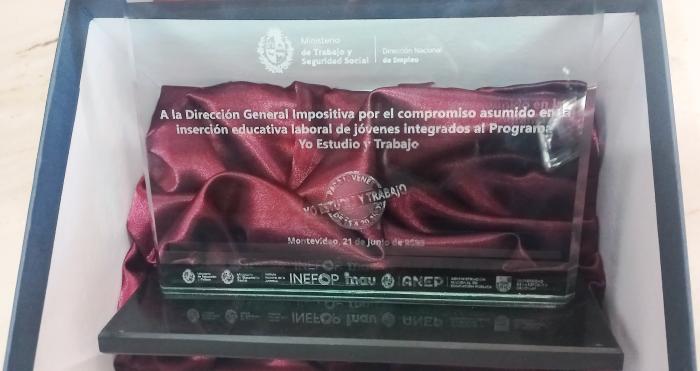 Ministerio
de Trabajo y
Seguridad Social
Dirección Nacional
de Empleo
A la Dirección General Impositiva por el compromiso asumido en la
inserción educativa laboral de jóvenes integrados al Programa
Yo Estudio y Trabajo
YO ESTUDIO Y TRABAJO
Montevideo, 21 de junio de
INEFOP inau ANEP